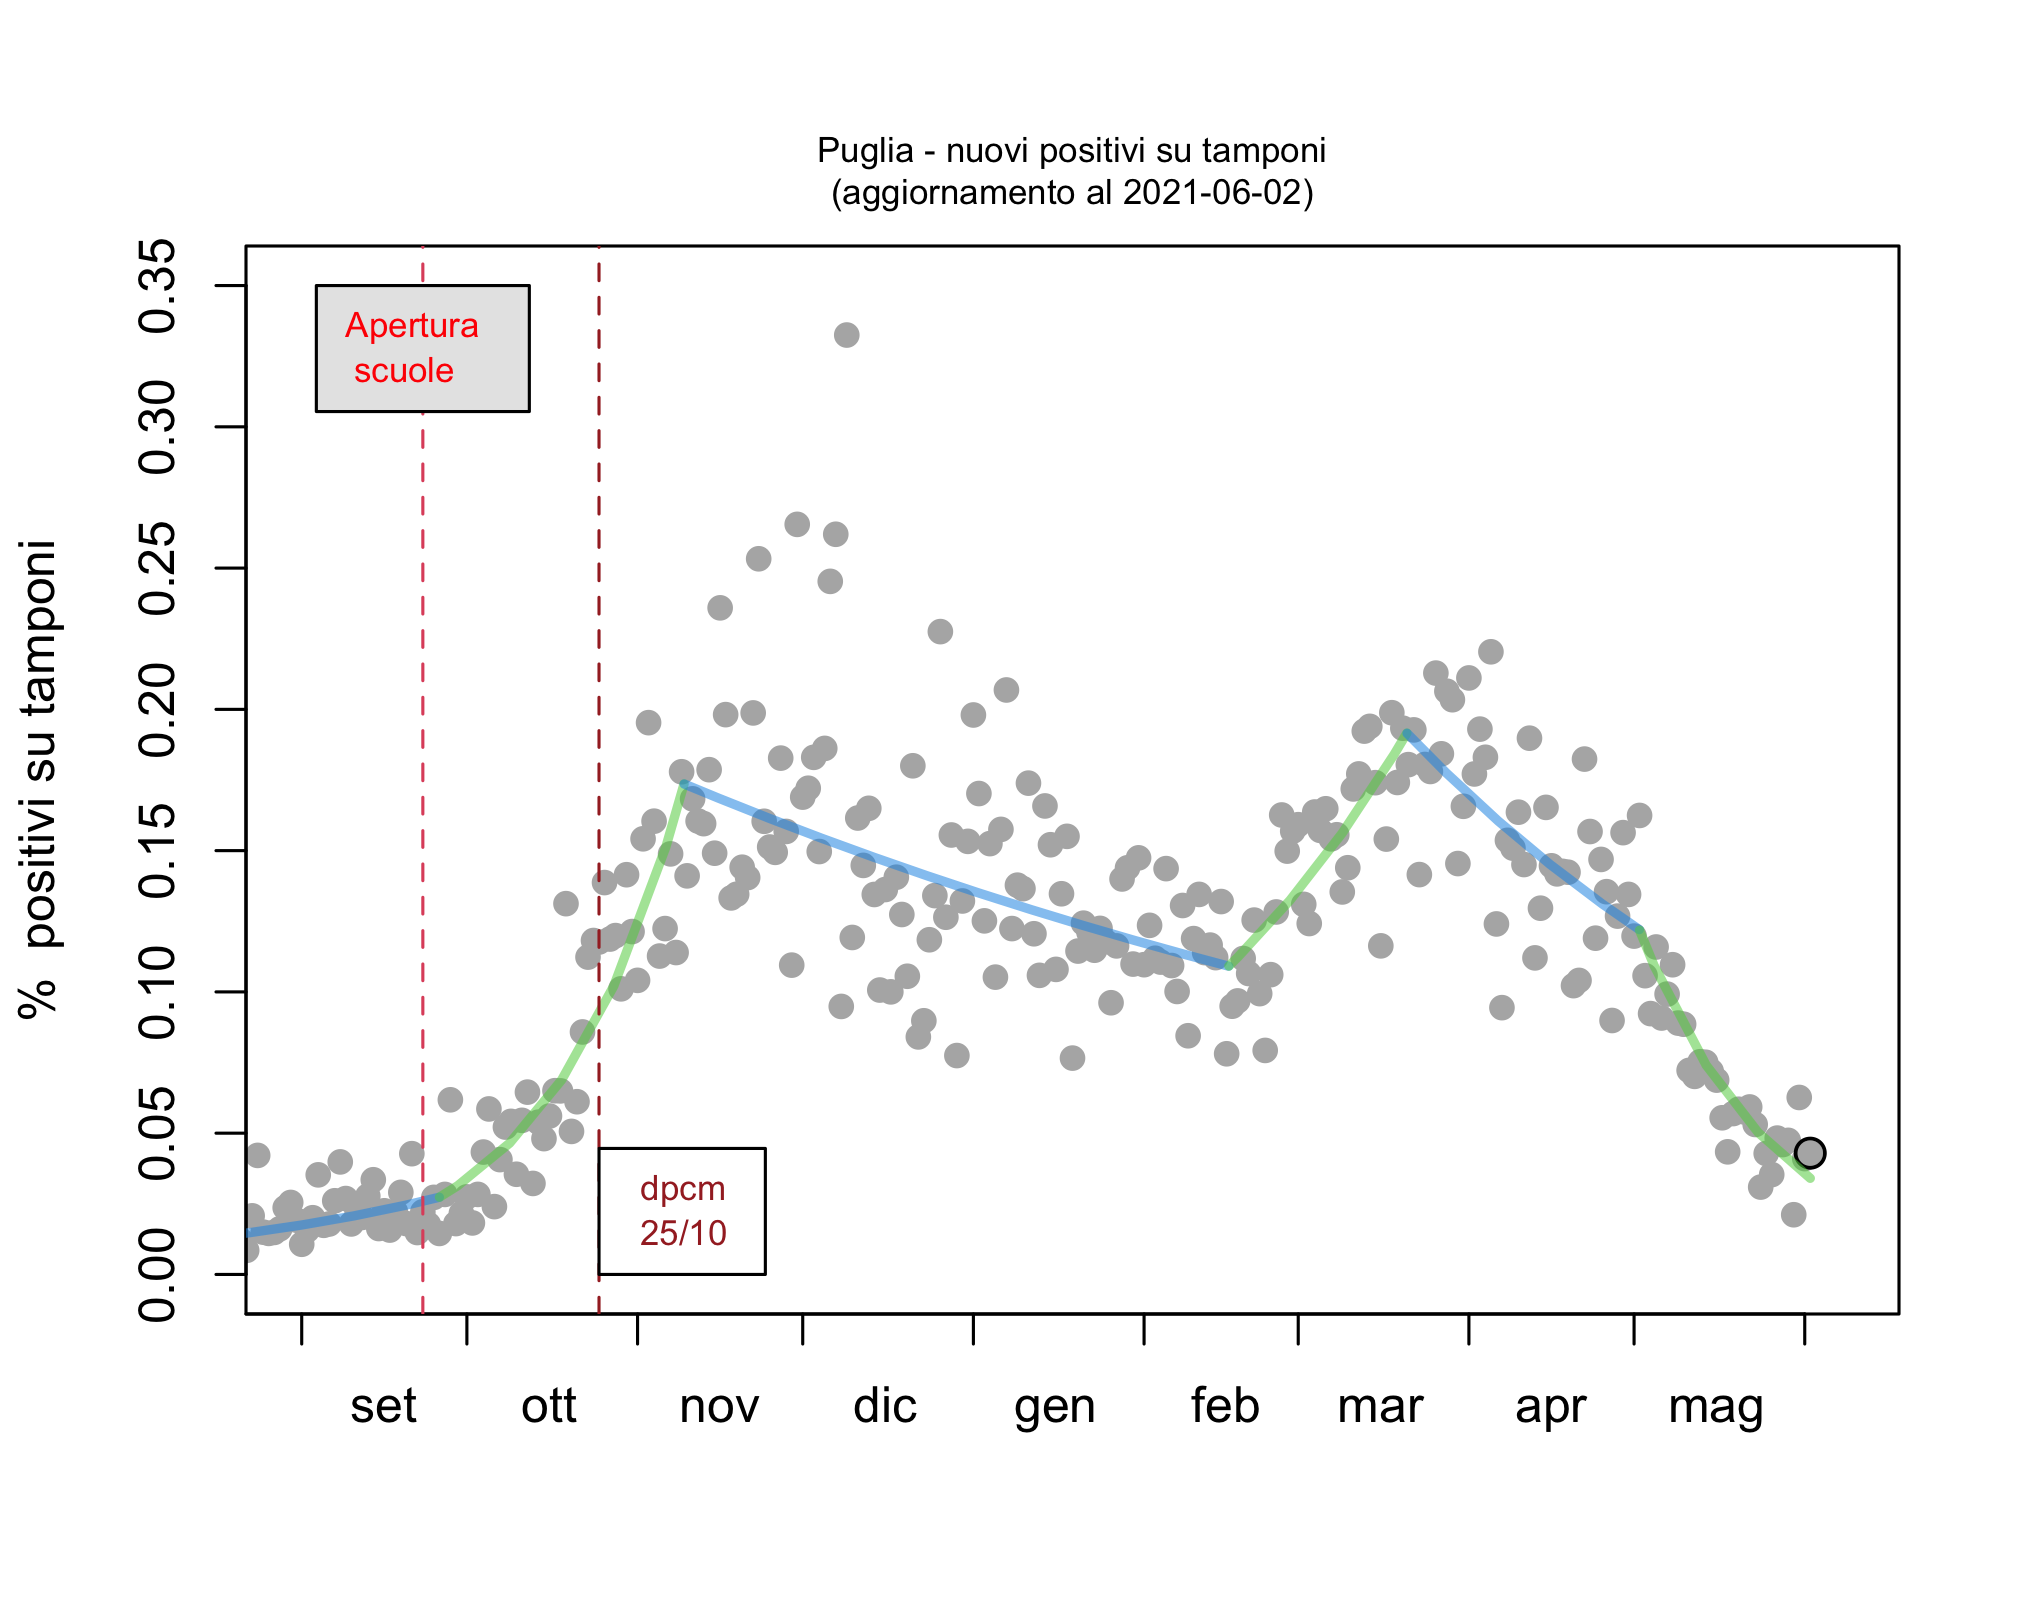 Puglia - nuovi positivi su tamponi
(aggiornamento al 2021-06-02)
% positivi su tamponi
0.35
0.30
0.25
0.20
0.15
0.10
0.05
0.00
Apertura
scuole
dpcm
25/10
set ott nov dic gen feb mar apr mag